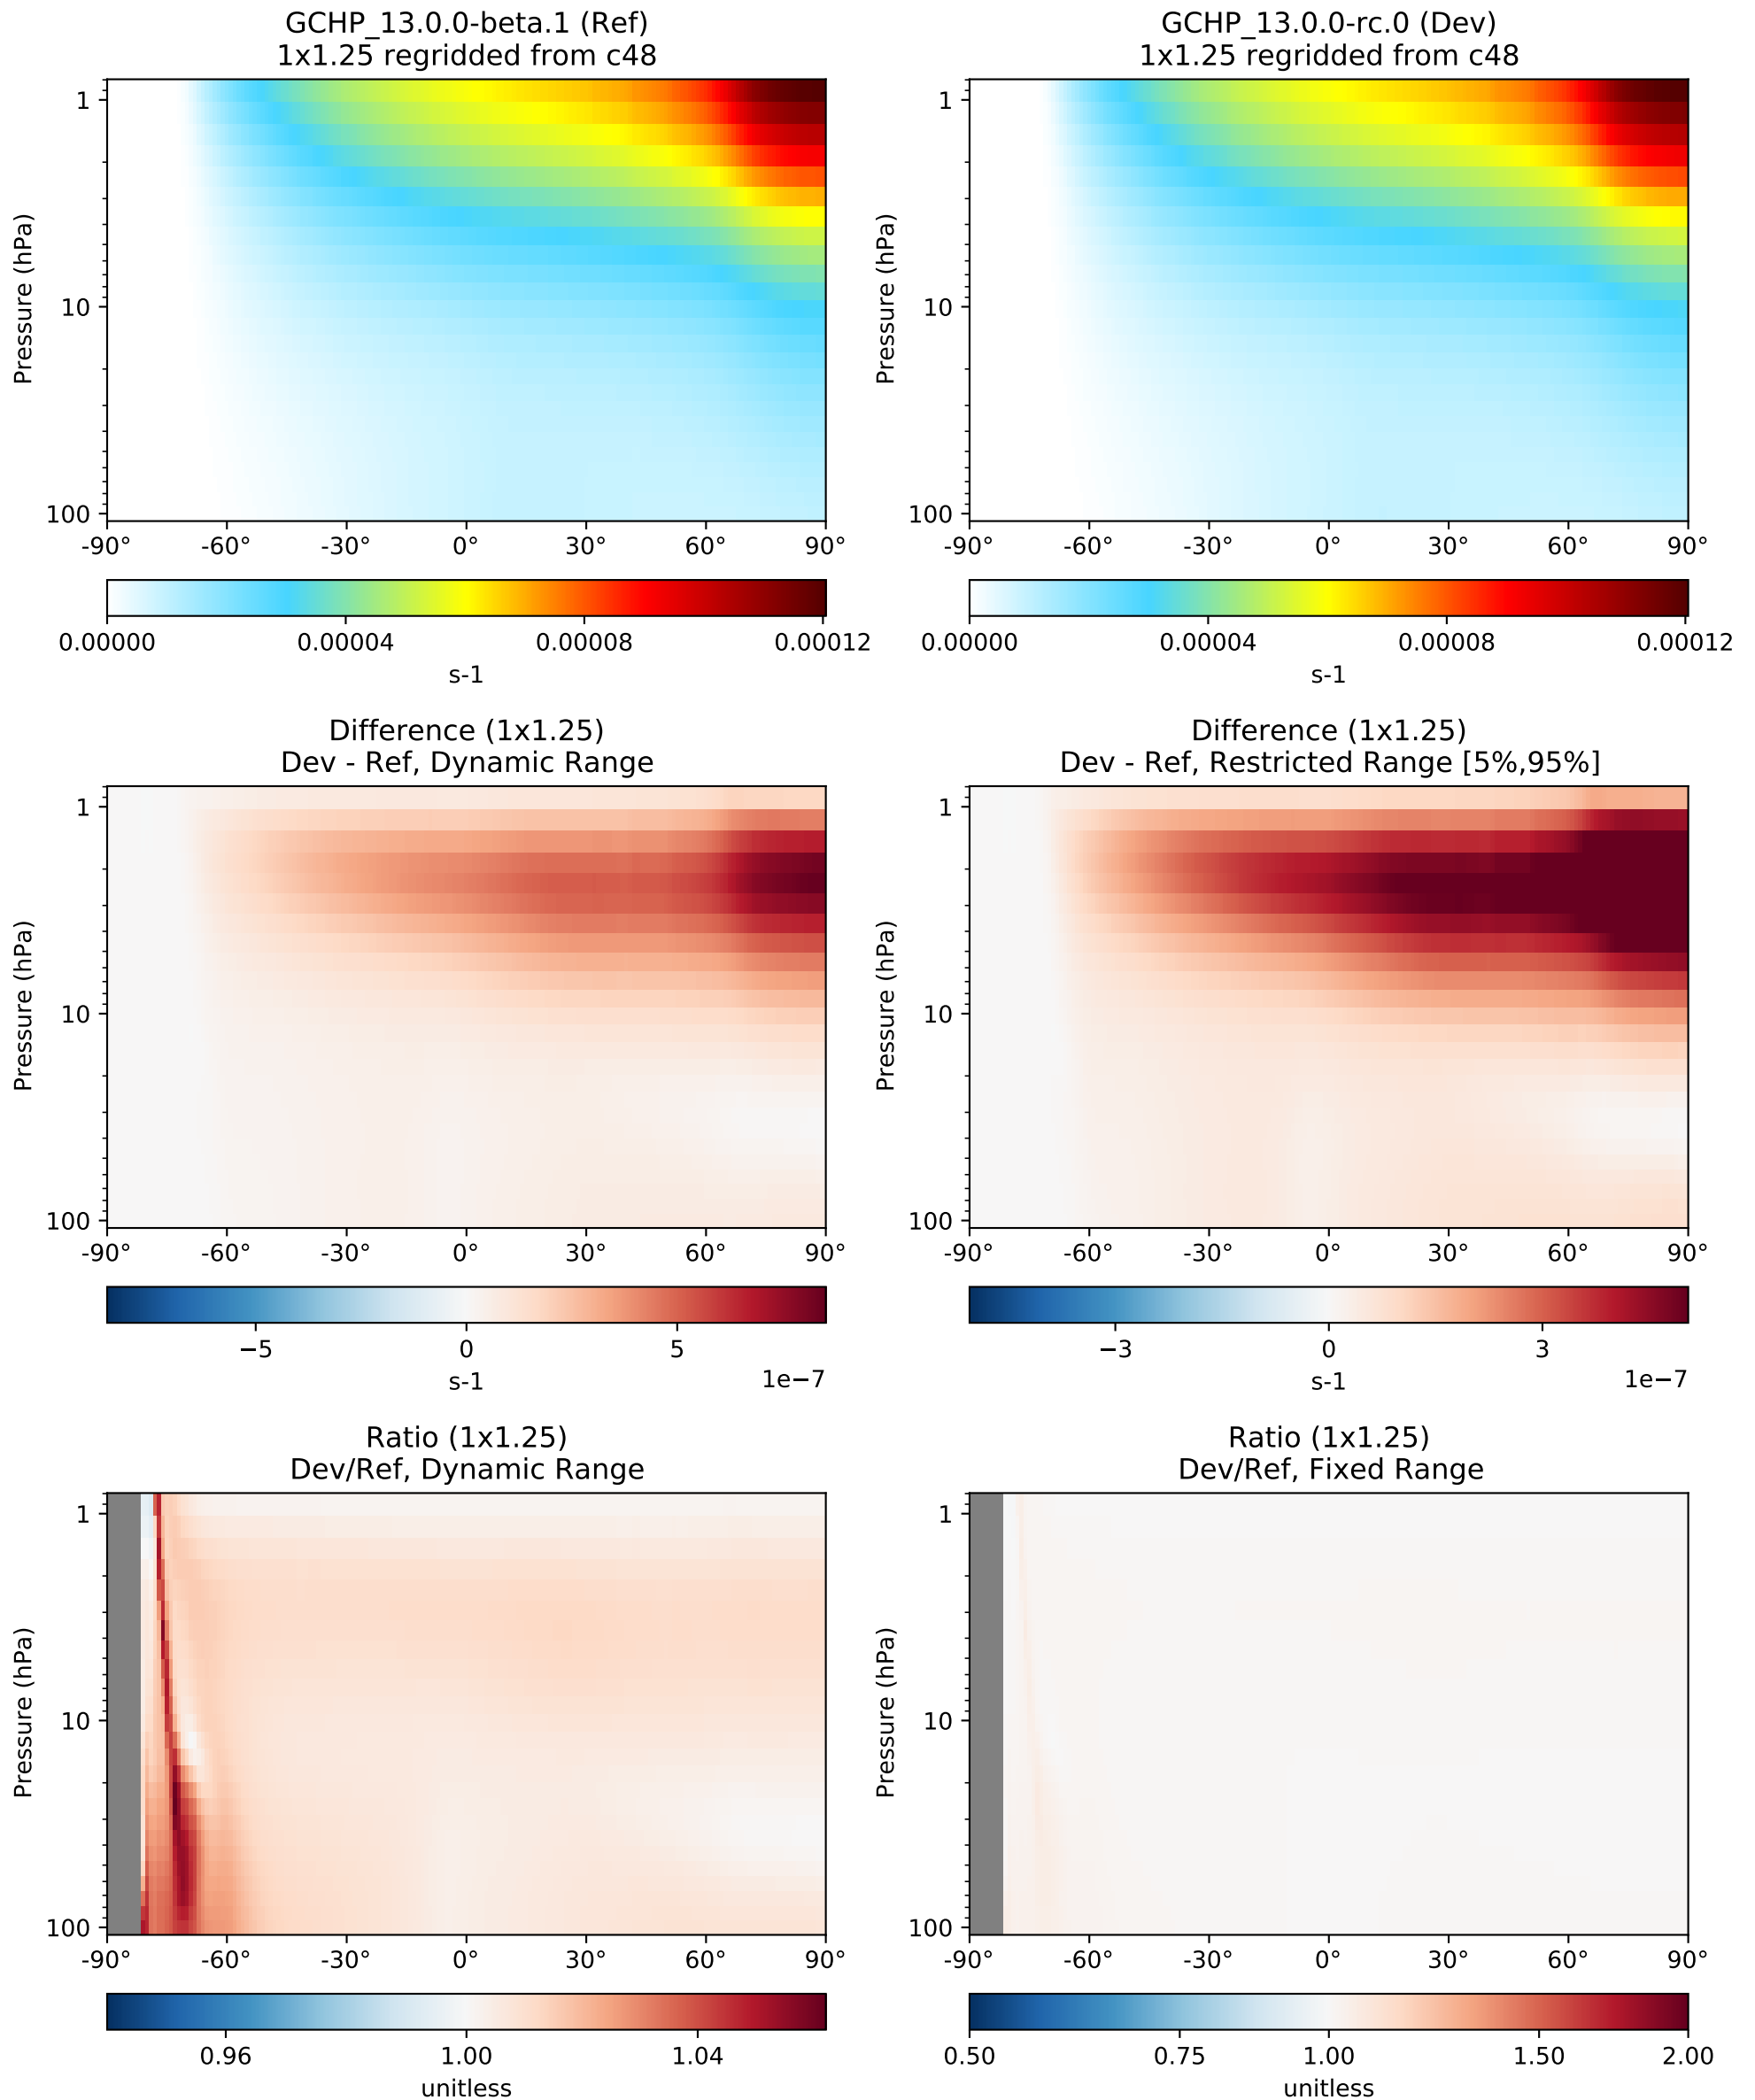 GCHP_13.0.0-beta.1 (Ref)
1x1.25 regridded from c48
Pressure (hPa)
1
10
100
-90° -60° -30° 0° 30° 60° 90°
0.00000 0.00004 0.00008 0.00012
s-1
GCHP_13.0.0-rc.0 (Dev)
1x1.25 regridded from c48
Pressure (hPa)
1
10
100
-90° -60° -30° 0° 30° 60° 90°
0.00000 0.00004 0.00008 0.00012
s-1
Difference (1x1.25)
Dev - Ref, Dynamic Range
Pressure (hPa)
1
10
100
-90° -60° -30° 0° 30° 60° 90°
−5 0 5
s-1 1e−7
Difference (1x1.25)
Dev - Ref, Restricted Range [5%,95%]
Pressure (hPa)
1
10
100
-90° -60° -30° 0° 30° 60° 90°
−3 0 3
s-1 1e−7
Ratio (1x1.25)
Dev/Ref, Dynamic Range
Pressure (hPa)
1
10
100
-90° -60° -30° 0° 30° 60° 90°
0.96 1.00 1.04
unitless
Ratio (1x1.25)
Dev/Ref, Fixed Range
Pressure (hPa)
1
10
100
-90° -60° -30° 0° 30° 60° 90°
0.50 0.75 1.00 1.50 2.00
unitless